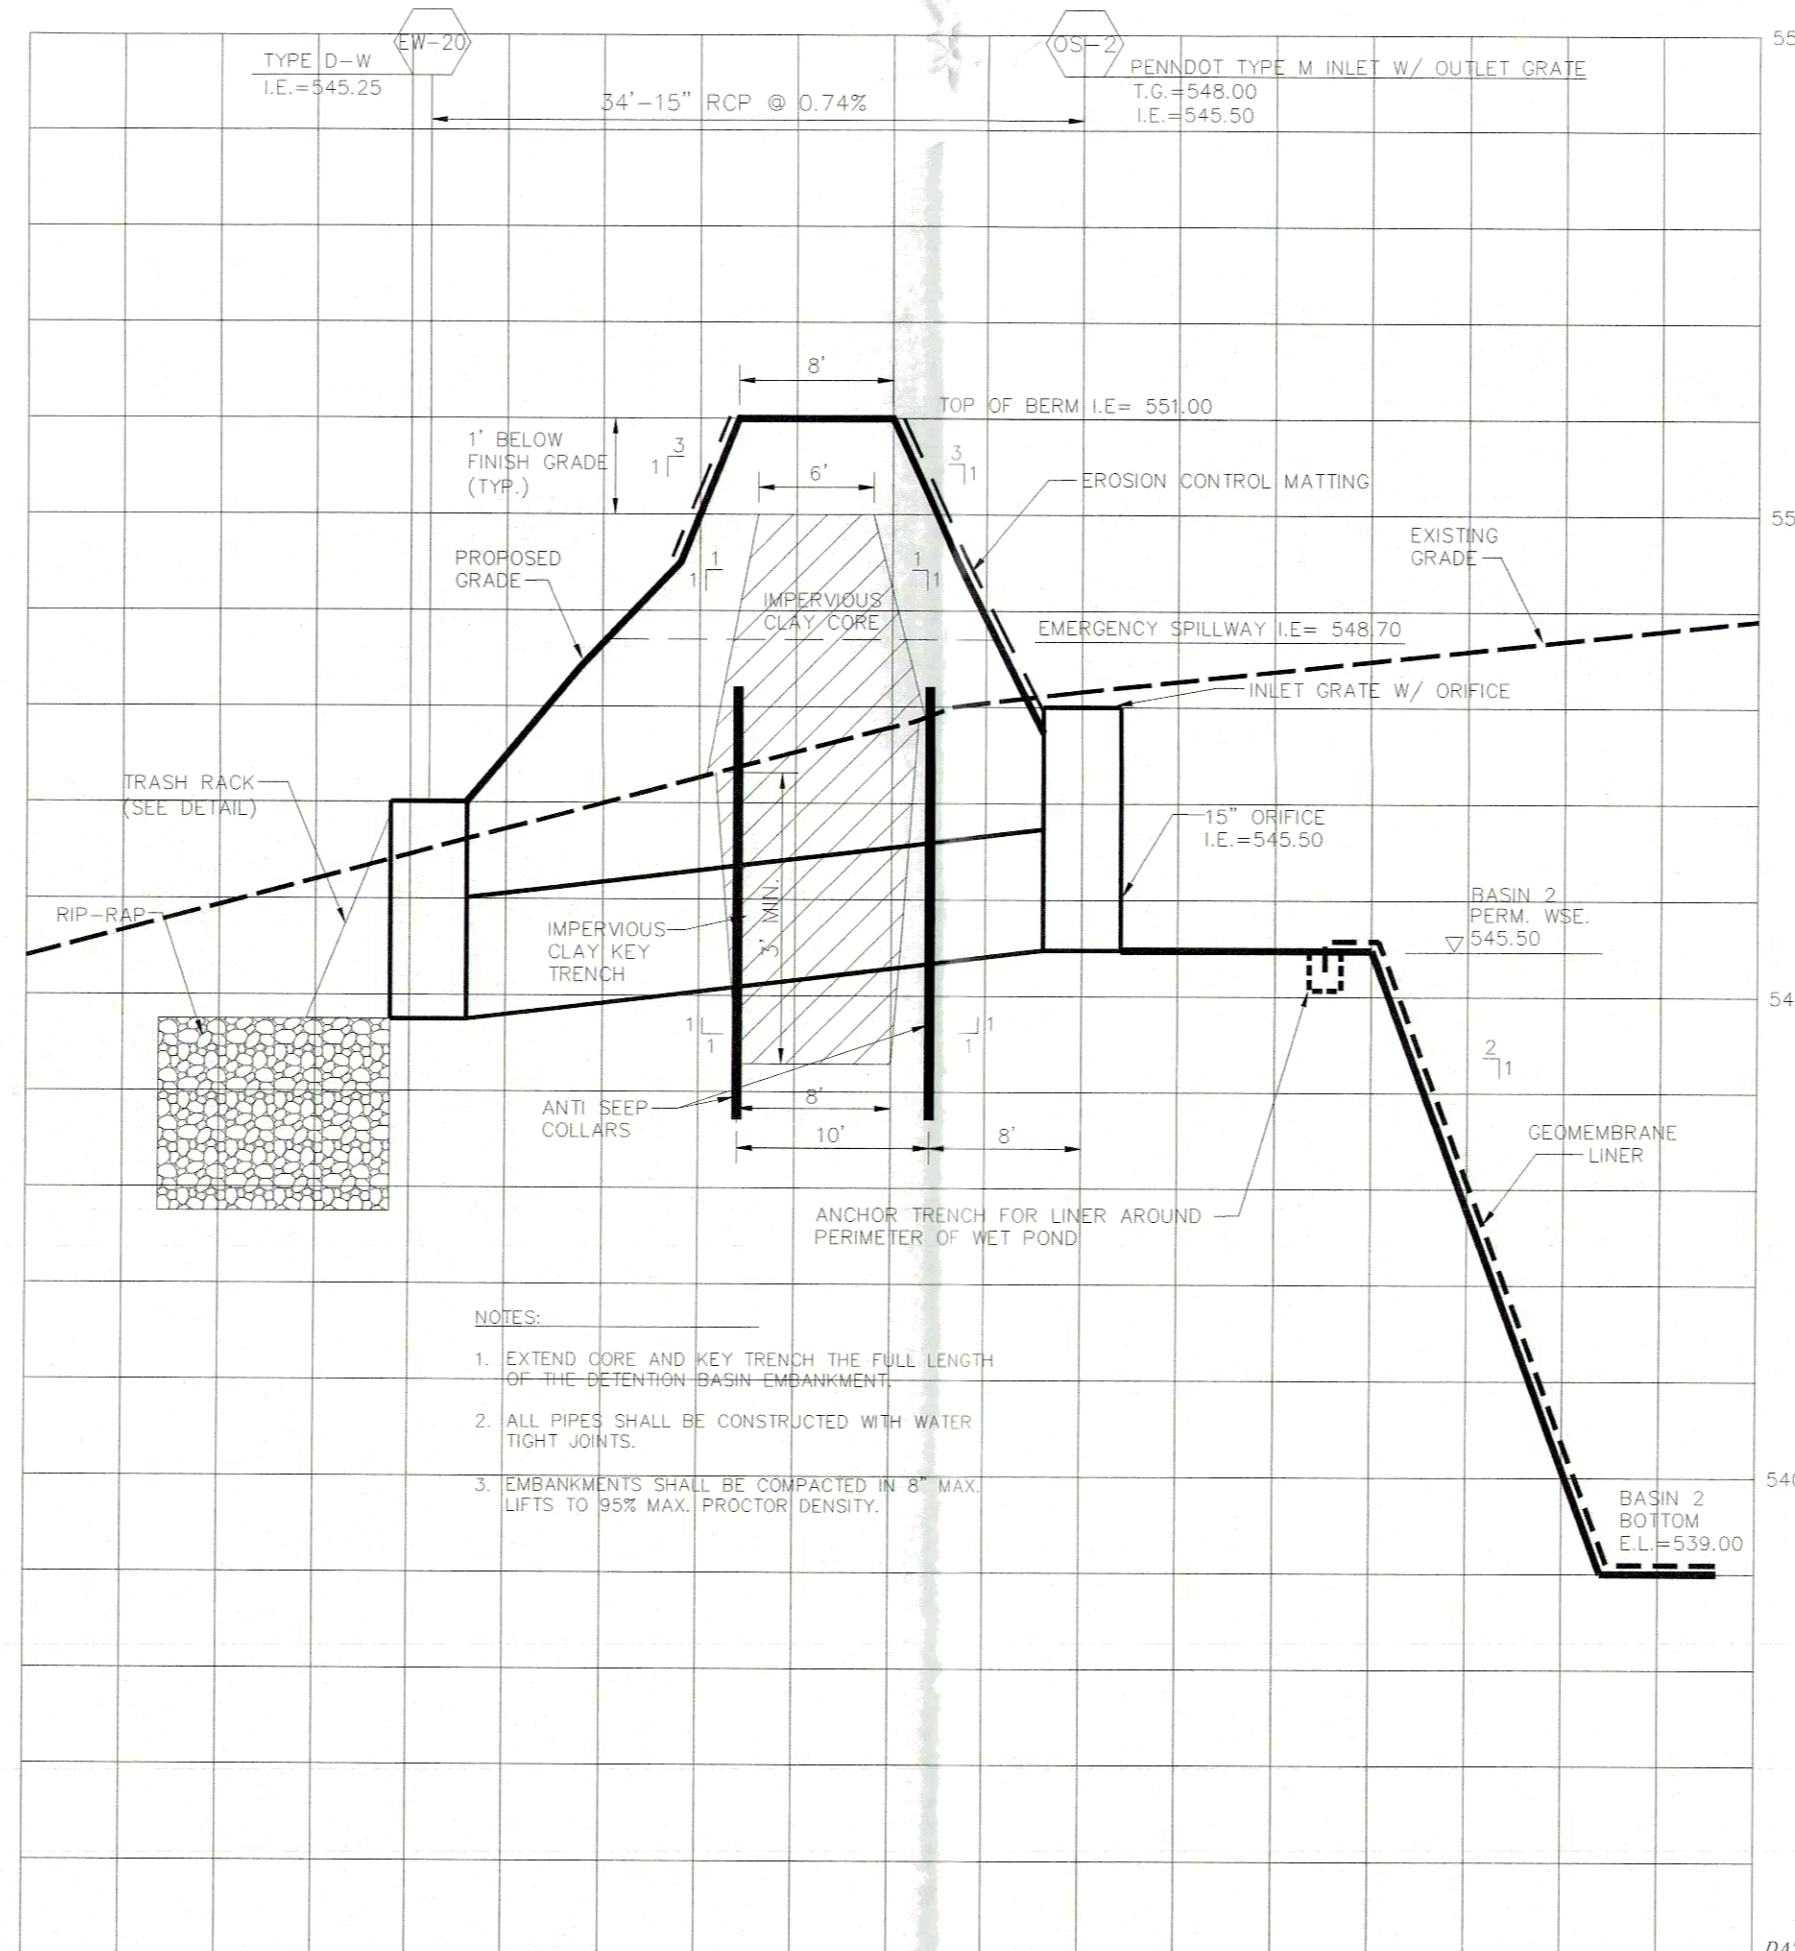 EW-20
TYPE D-W
I.E.=545.25
34'-15" RCP @ 0.74%
OS-2
PENNDOT TYPE M INLET W/ OUTLET GRATE
T.G.=548.00
I.E.=545.50
8'
TOP OF BERM I.E= 551.00
1' BELOW
FINISH GRADE
(TYP.)
3
1
6'
3
1
EROSION CONTROL MATTING
PROPOSED
GRADE
1
1
1
1
IMPERVIOUS
CLAY CORE
EXISTING
GRADE
EMERGENCY SPILLWAY I.E= 548.70
INLET GRATE W/ ORIFICE
TRASH RACK
(SEE DETAIL)
15" ORIFICE
I.E.=545.50
RIP-RAP
IMPERVIOUS
CLAY KEY
TRENCH
3' MIN.
BASIN 2
PERM. WSE.
545.50
1
1
1
1
2
1
ANTI SEEP
COLLARS
8'
10'
8'
GEOMEMBRANE
LINER
ANCHOR TRENCH FOR LINER AROUND
PERIMETER OF WET POND
NOTES:
1. EXTEND CORE AND KEY TRENCH THE FULL LENGTH
OF THE DETENTION BASIN EMBANKMENT.
2. ALL PIPES SHALL BE CONSTRUCTED WITH WATER
TIGHT JOINTS.
3. EMBANKMENTS SHALL BE COMPACTED IN 8" MAX.
LIFTS TO 95% MAX. PROCTOR DENSITY.
540
BASIN 2
BOTTOM
E.L.=539.00